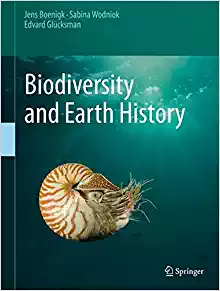 Jens Boenigk · Sabina Wodniok
Edvard Glücksman
Biodiversity
and Earth History
Springer